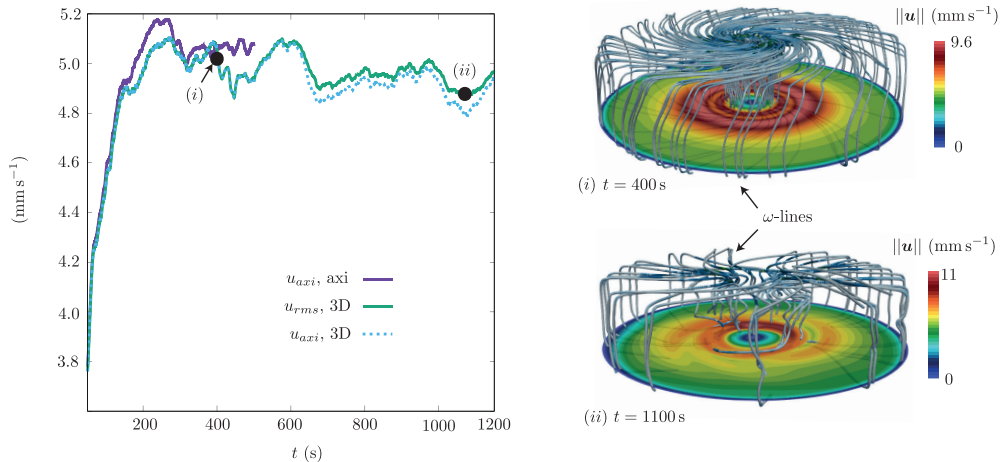 5.2
5.0
4.8
4.6
4.4
4.2
4.0
3.8
(mm s⁻¹)
200
400
600
800
1000
1200
t (s)
(i)
(ii)
u_axi, axi
u_rms, 3D
u_axi, 3D
||u|| (mm s⁻¹)
9.6
0
(i) t = 400 s
ω-lines
||u|| (mm s⁻¹)
11
0
(ii) t = 1100 s